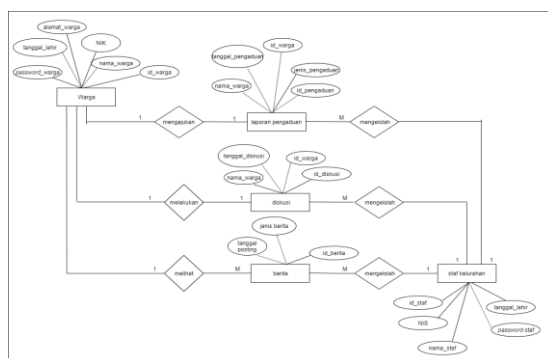 alamat_warga
NIK
tanggal_lahir
nama_warga
password_warga
id_warga
Warga
id_warga
tanggal_pengaduan
jenis_pengaduan
nama_warga
id_pengaduan
1
mengajukan
1
laporan pengaduan
M
mengelolah
tanggal_diskusi
id_warga
nama_warga
id_diskusi
1
melakukan
1
diskusi
M
mengelolah
1
1
jenis berita
tanggal
posting
id_berita
1
melihat
M
berita
M
mengelolah
1
staf kelurahan
id_staf
tanggal_lahir
NIS
password staf
nama_staf